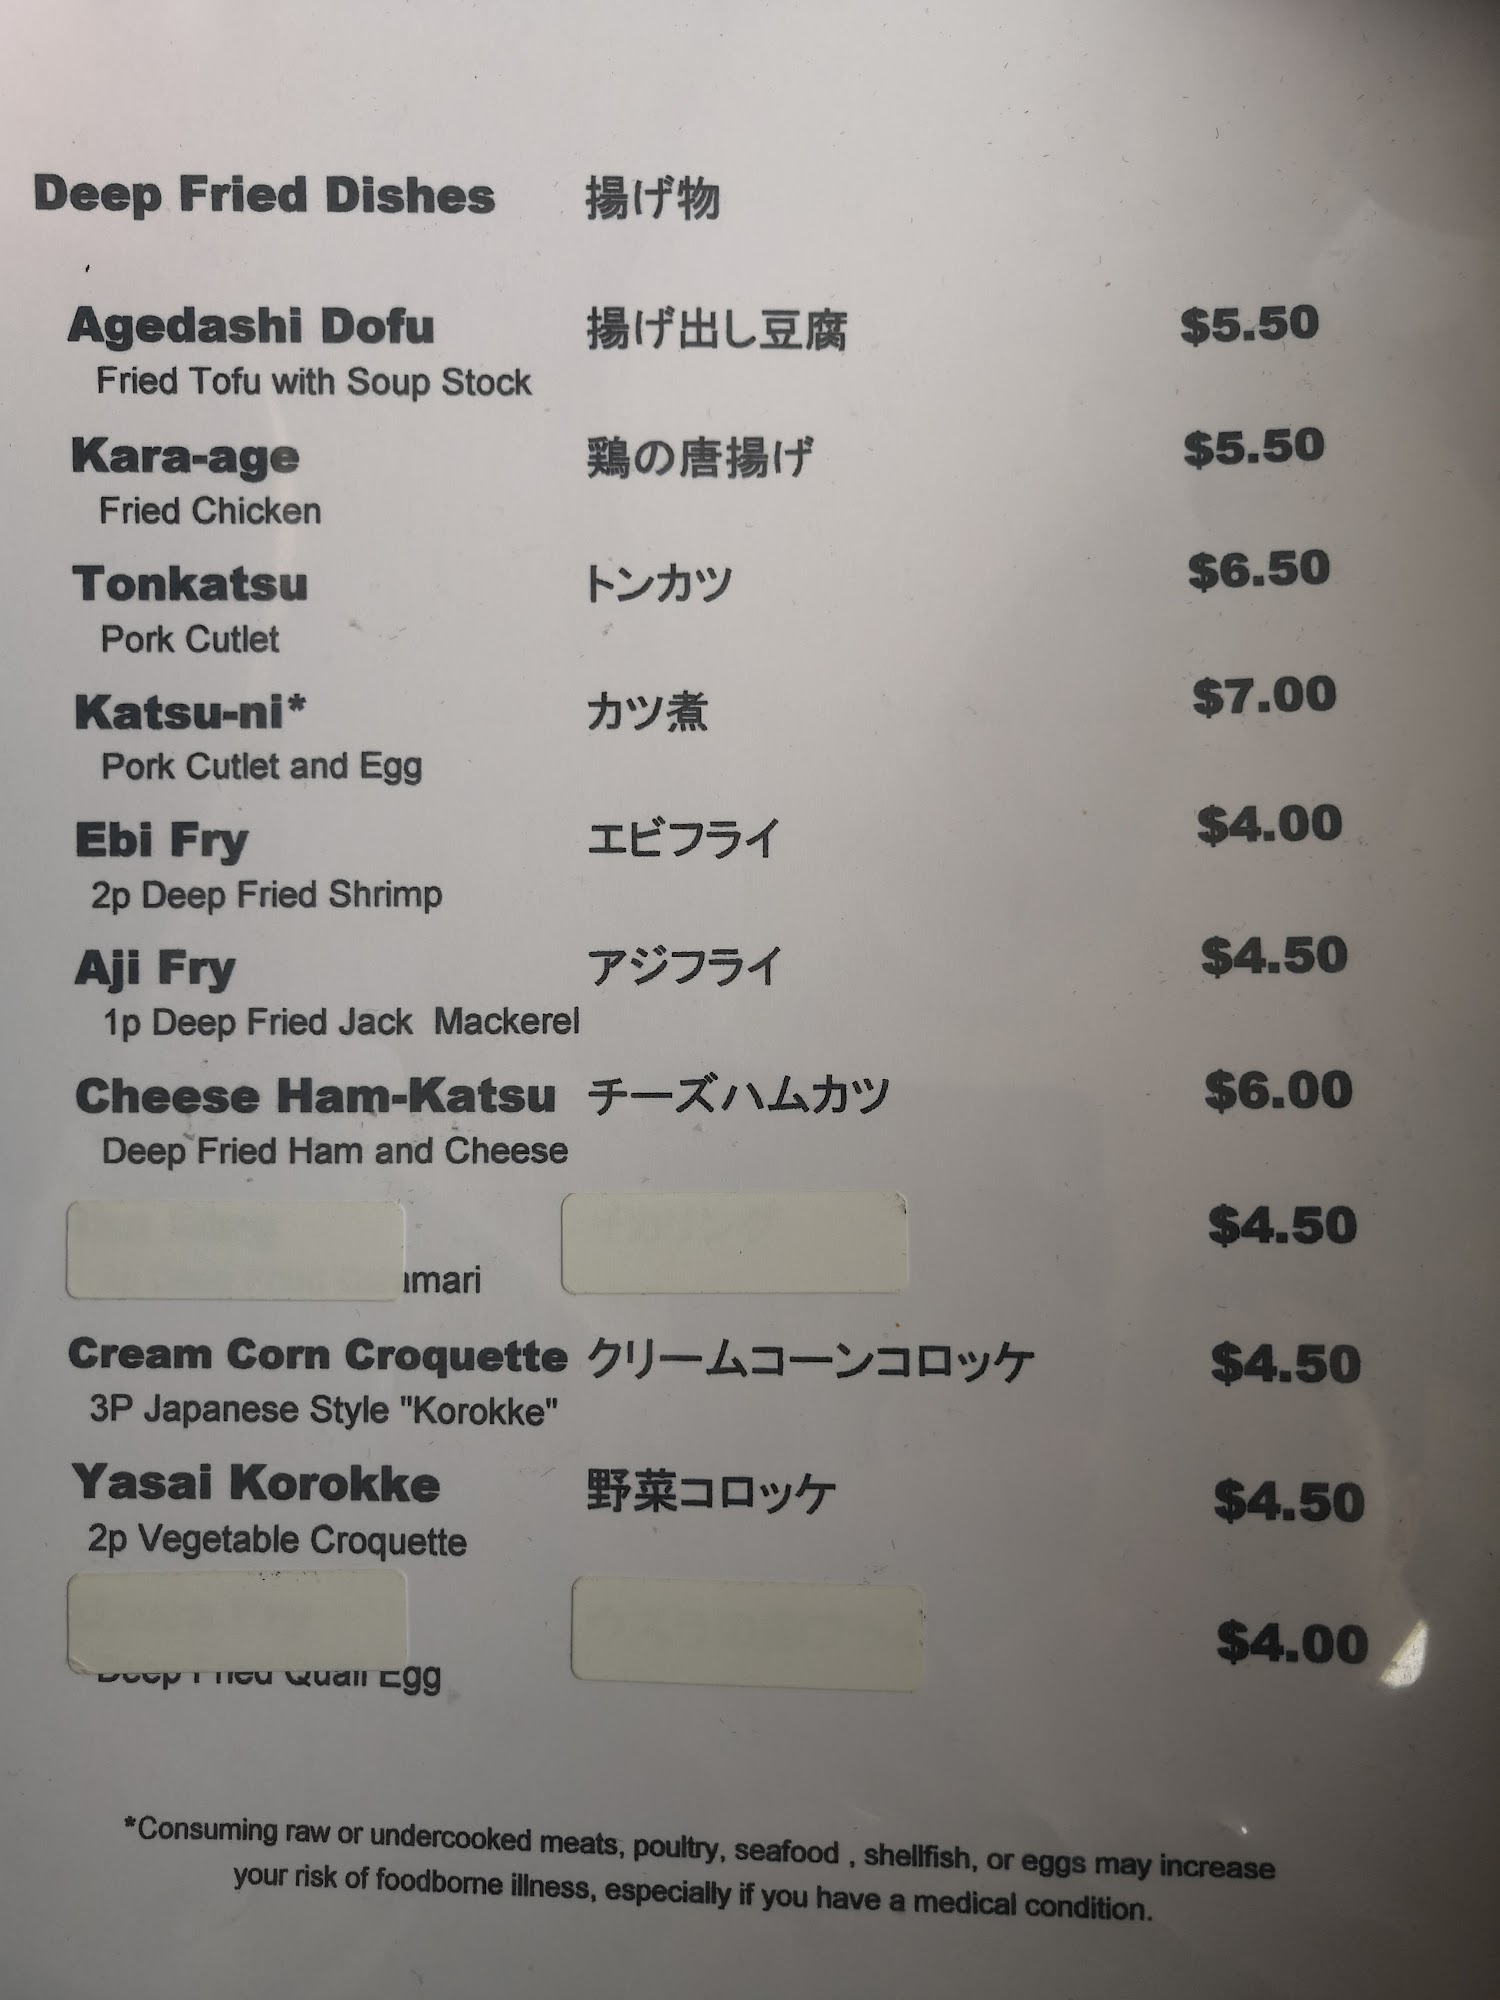 Deep Fried Dishes 揚げ物
Agedashi Dofu 揚げ出し豆腐 $5.50
Fried Tofu with Soup Stock
Kara-age 鶏の唐揚げ $5.50
Fried Chicken
Tonkatsu トンカツ $6.50
Pork Cutlet
Katsu-ni* カツ煮 $7.00
Pork Cutlet and Egg
Ebi Fry エビフライ $4.00
2p Deep Fried Shrimp
Aji Fry アジフライ $4.50
1p Deep Fried Jack Mackerel
Cheese Ham-Katsu チーズハムカツ $6.00
Deep Fried Ham and Cheese
$4.50
Cream Corn Croquette クリームコーンコロッケ $4.50
3P Japanese Style "Korokke"
Yasai Korokke 野菜コロッケ $4.50
2p Vegetable Croquette
$4.00
Deep Fried Quail Egg
*Consuming raw or undercooked meats, poultry, seafood , shellfish, or eggs may increase
your risk of foodborne illness, especially if you have a medical condition.